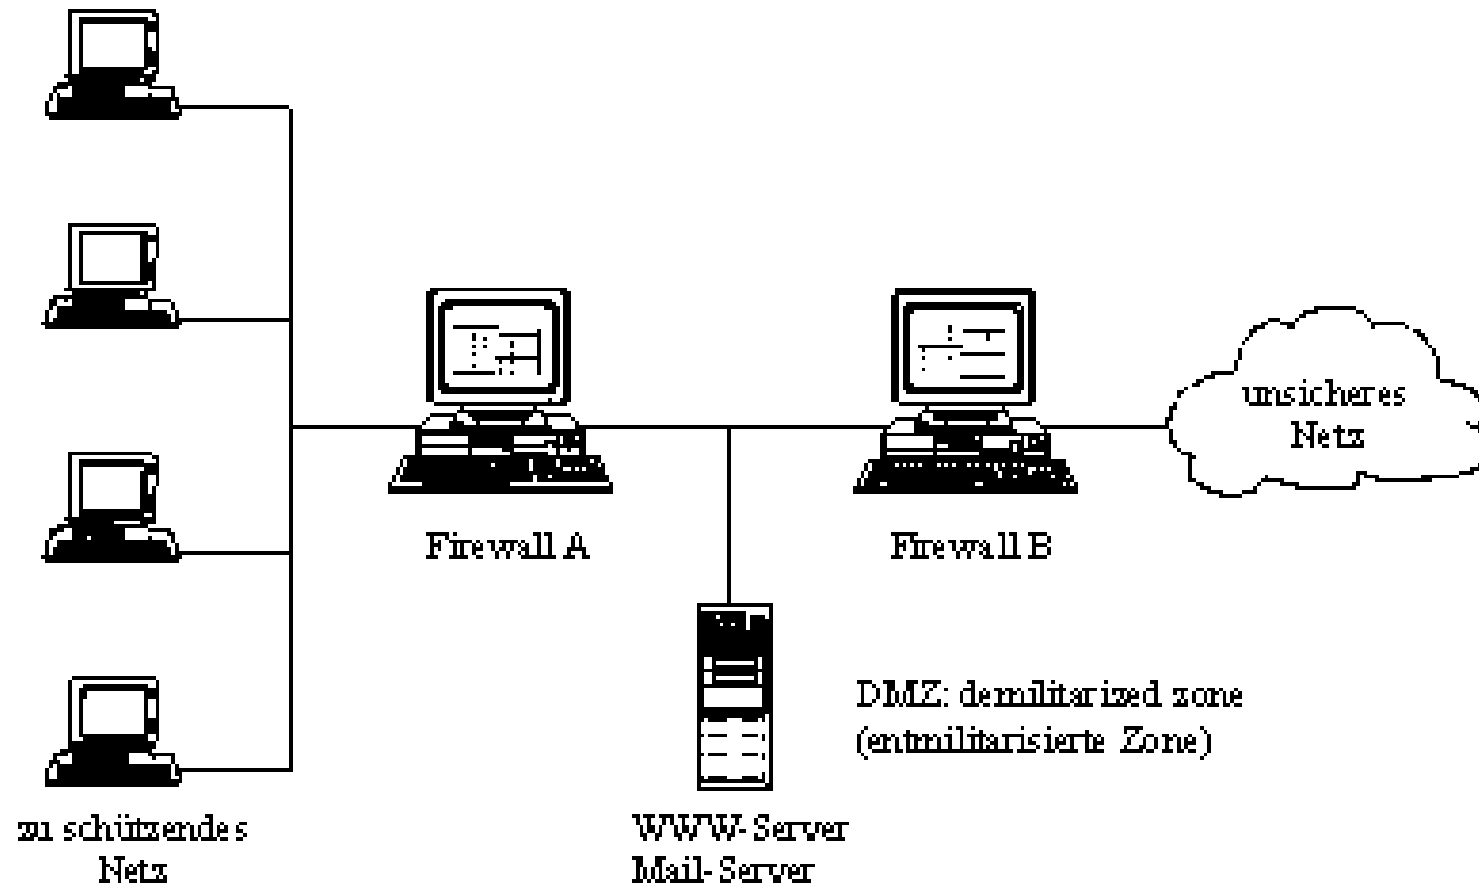 unsicheres
Netz
Firewall A
Firewall B
DMZ: demilitarized zone
(entmilitarisierte Zone)
zu schützendes
Netz
WWW-Server
Mail-Server